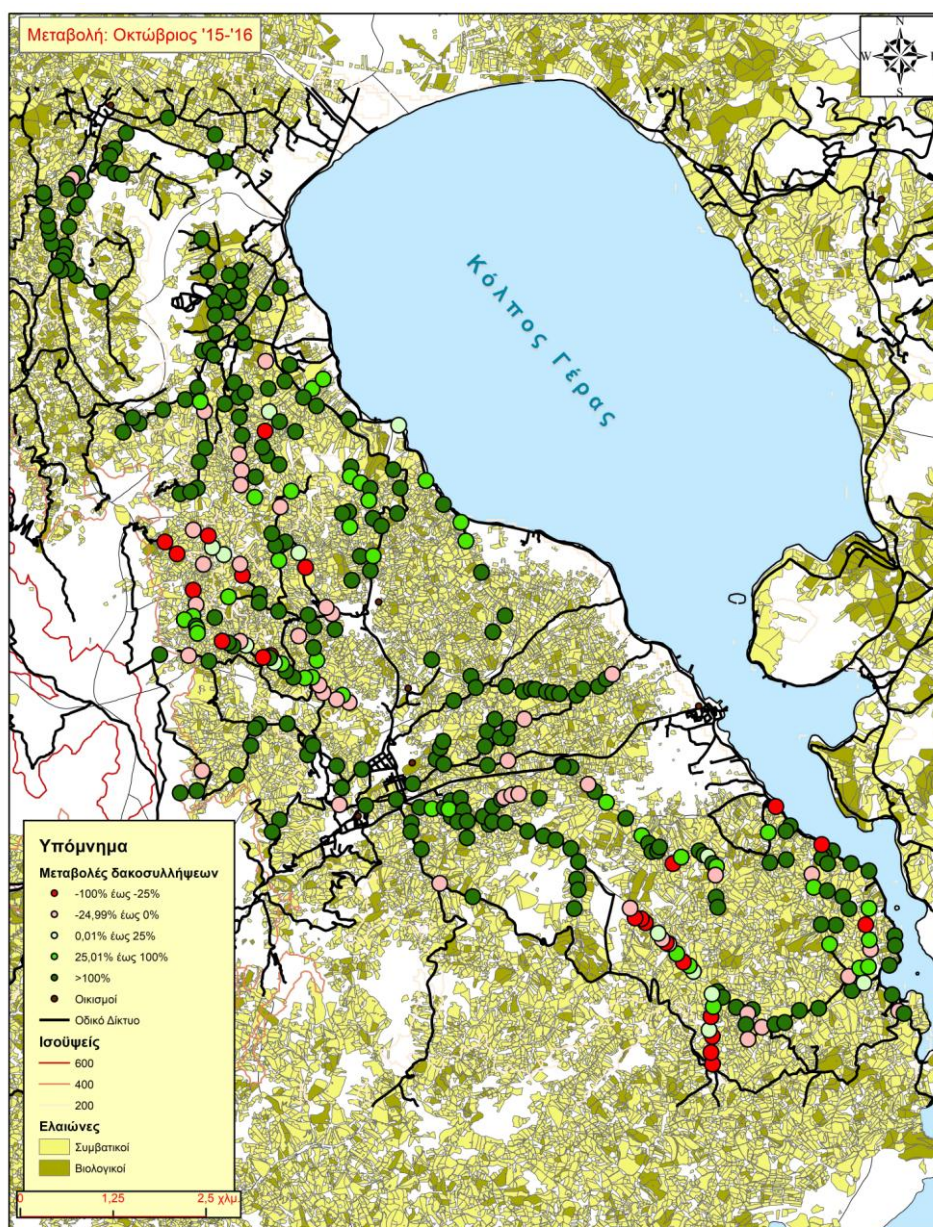 Μεταβολή: Οκτώβριος '15-'16
N
W
S
Κόλπος Γέρας
Υπόμνημα
Μεταβολές δακοσυλλήψεων
-100% έως -25%
-24,99% έως 0%
0,01% έως 25%
25,01% έως 100%
>100%
Οικισμοί
Οδικό Δίκτυο
Ισοϋψείς
600
400
200
Ελαιώνες
Συμβατικοί
Βιολογικοί
0 1,25 2,5 χλμ.